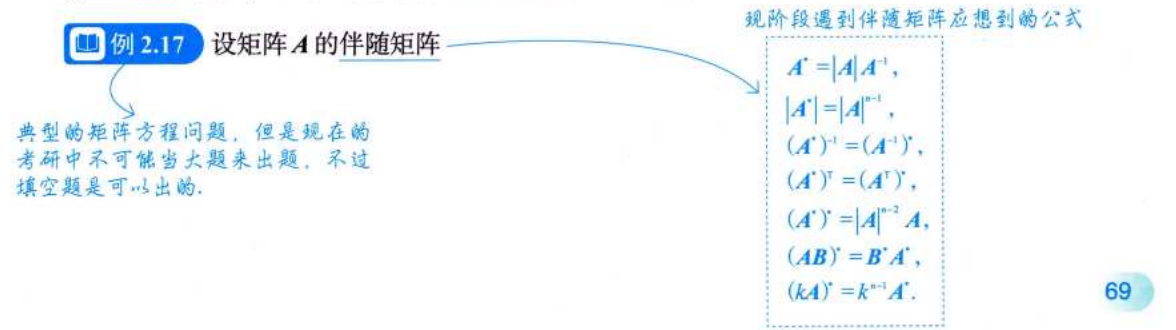 现阶段遇到伴随矩阵应想到的公式
例 2.17 设矩阵 A 的伴随矩阵
A* = |A| A⁻¹,
|A*| = |A|ⁿ⁻¹,
(A*)⁻¹ = (A⁻¹)*,
(A*)ᵀ = (Aᵀ)*,
(A*)* = |A|ⁿ⁻² A,
(AB)* = B*A*,
(kA)* = kⁿ⁻¹A*.
典型的矩阵方程问题，但是现在的
考研中不可能当大题来出题，不过
填空题是可以出的.
69